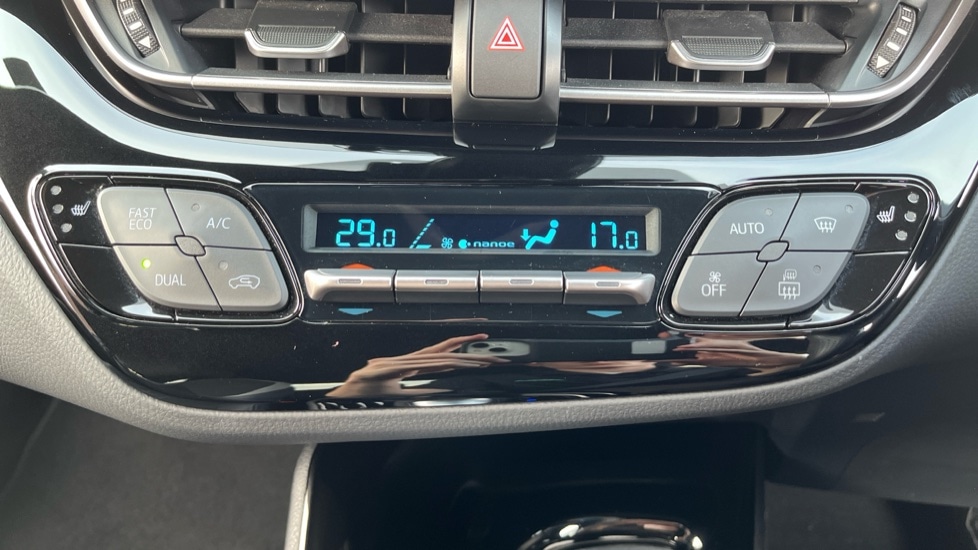 FAST
ECO
A/C
DUAL
29.0
nanoe
17.0
AUTO
OFF